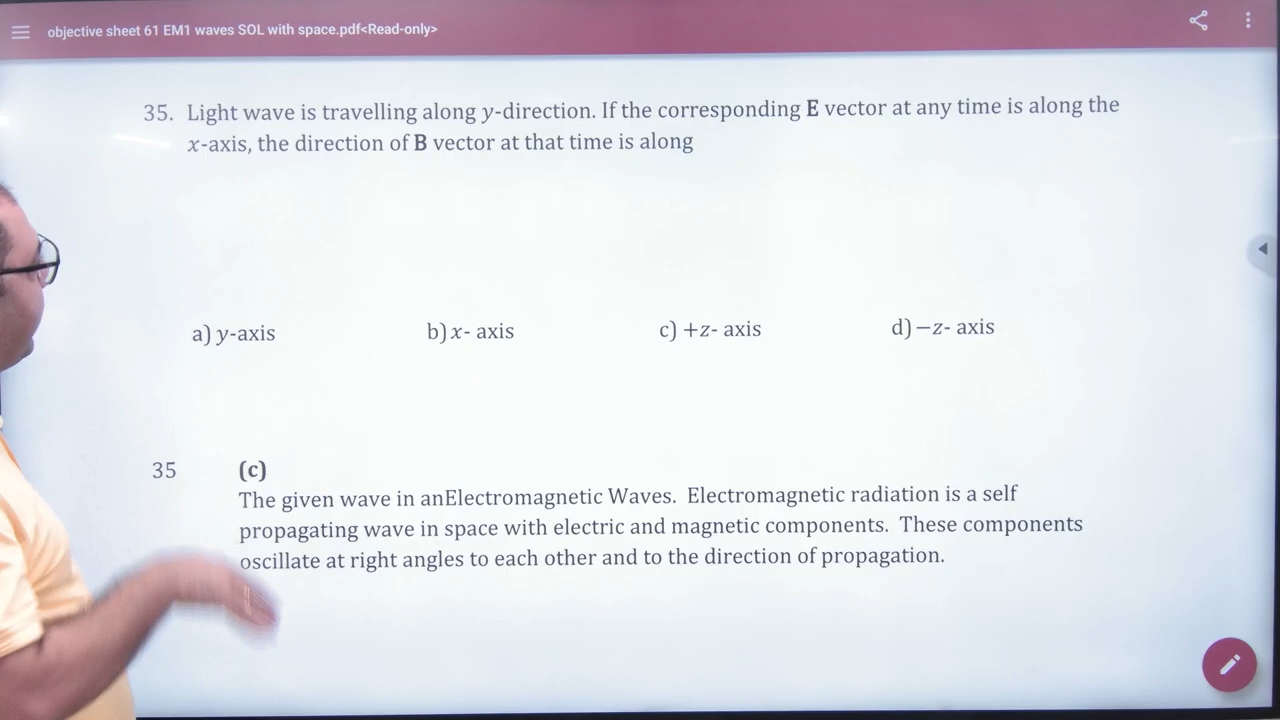 objective sheet 61 EM1 waves SOL with space.pdf<Read-only>
35. Light wave is travelling along y-direction. If the corresponding E vector at any time is along the
x-axis, the direction of B vector at that time is along
a) y-axis b) x- axis c) +z- axis d) −z- axis
35 (c)
The given wave in anElectromagnetic Waves. Electromagnetic radiation is a self
propagating wave in space with electric and magnetic components. These components
oscillate at right angles to each other and to the direction of propagation.